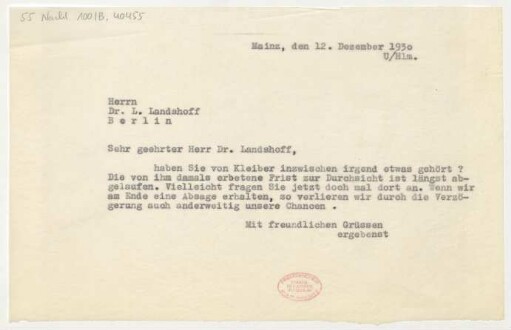 55 Nachl. 100/B, 40455
Mainz, den 12. Dezember 1930
U/Hlm.
Herrn
Dr. L. Landshoff
Berlin
Sehr geehrter Herr Dr. Landshoff,
haben Sie von Kleiber inzwischen irgend etwas gehört ?
Die von ihm damals erbetene Frist zur Durchsicht ist längst ab-
gelaufen. Vielleicht fragen Sie jetzt doch mal dort an. Wenn wir
am Ende eine Absage erhalten, so verlieren wir durch die Verzö-
gerung auch anderweitig unsere Chancen .
Mit freundlichen Grüssen
ergebenst